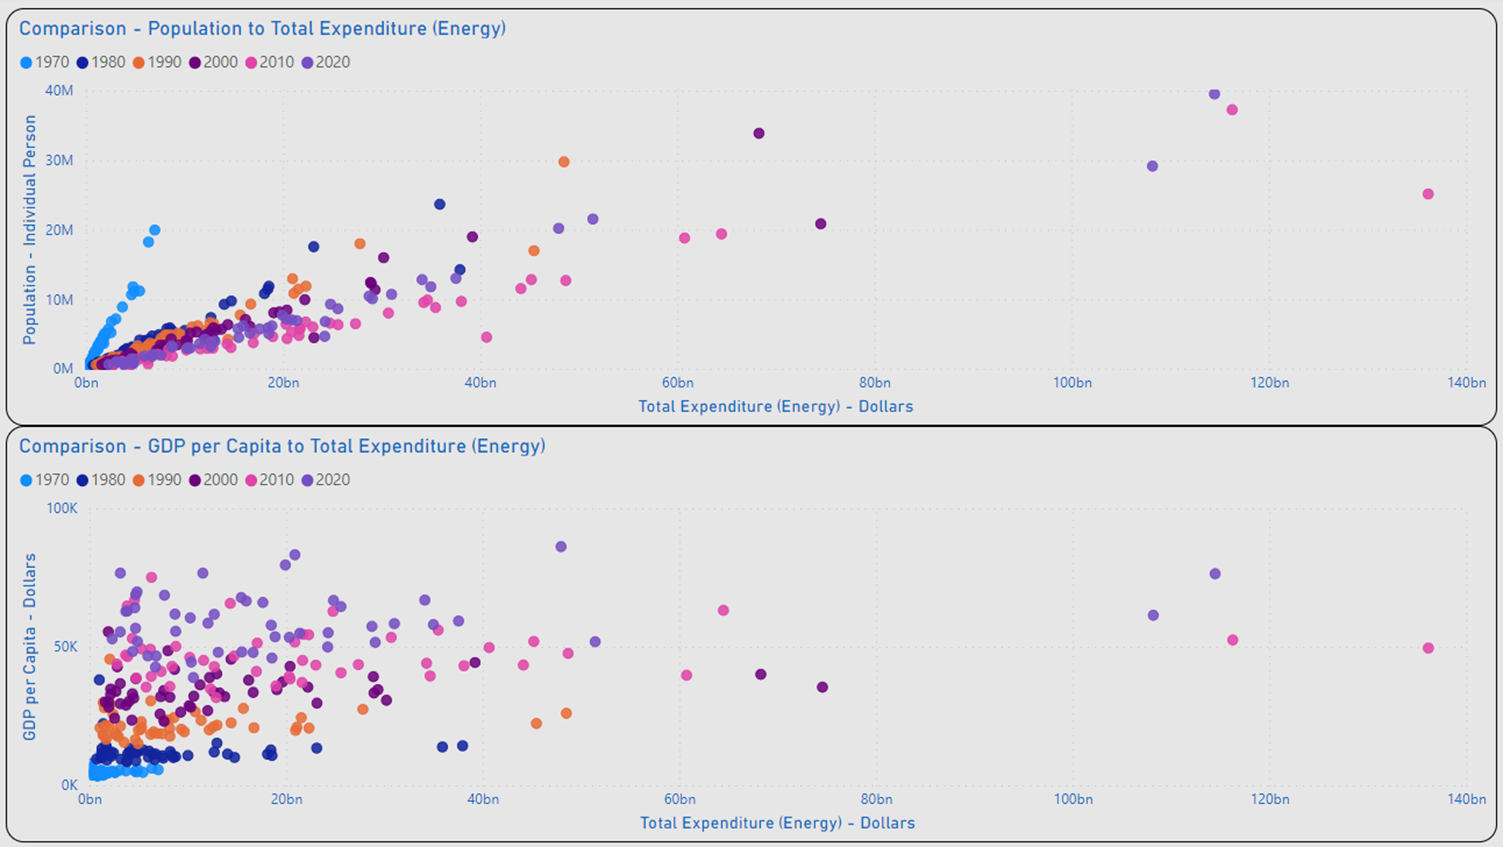 Comparison - Population to Total Expenditure (Energy)
1970 1980 1990 2000 2010 2020
Population - Individual Person
40M
30M
20M
10M
0M
0bn 20bn 40bn 60bn 80bn 100bn 120bn 140bn
Total Expenditure (Energy) - Dollars
Comparison - GDP per Capita to Total Expenditure (Energy)
1970 1980 1990 2000 2010 2020
GDP per Capita - Dollars
100K
50K
0K
0bn 20bn 40bn 60bn 80bn 100bn 120bn 140bn
Total Expenditure (Energy) - Dollars